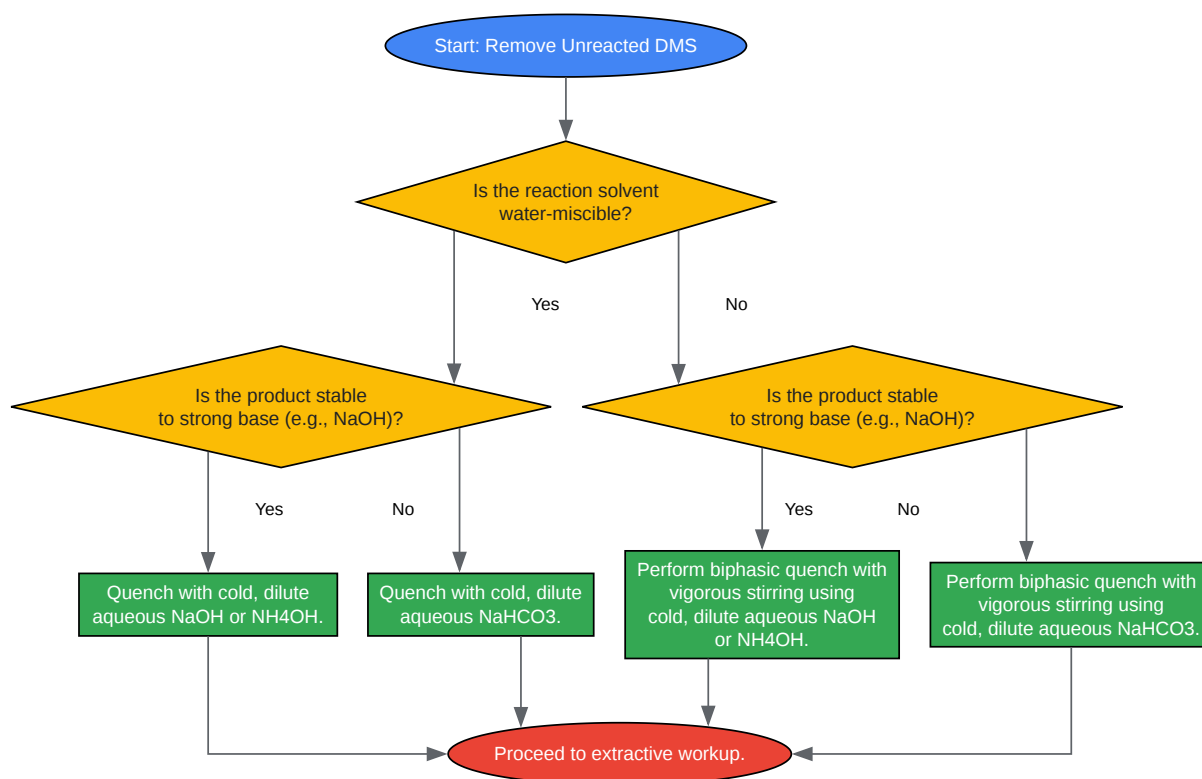 Start: Remove Unreacted DMS
Is the reaction solvent
water-miscible?
Yes
No
Is the product stable
to strong base (e.g., NaOH)?
Is the product stable
to strong base (e.g., NaOH)?
Yes
No
Yes
No
Quench with cold, dilute
aqueous NaOH or NH4OH.
Quench with cold, dilute
aqueous NaHCO3.
Perform biphasic quench with
vigorous stirring using
cold, dilute aqueous NaOH
or NH4OH.
Perform biphasic quench with
vigorous stirring using
cold, dilute aqueous NaHCO3.
Proceed to extractive workup.